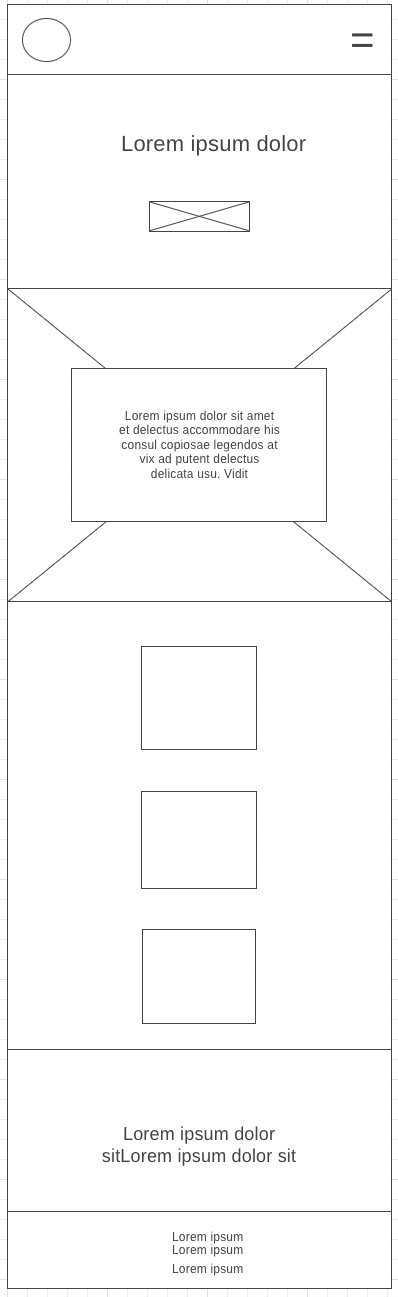 Lorem ipsum dolor
Lorem ipsum dolor sit amet
et delectus accommodare his
consul copiosae legendos at
vix ad putent delectus
delicata usu. Vidit
Lorem ipsum dolor
sitLorem ipsum dolor sit
Lorem ipsum
Lorem ipsum
Lorem ipsum